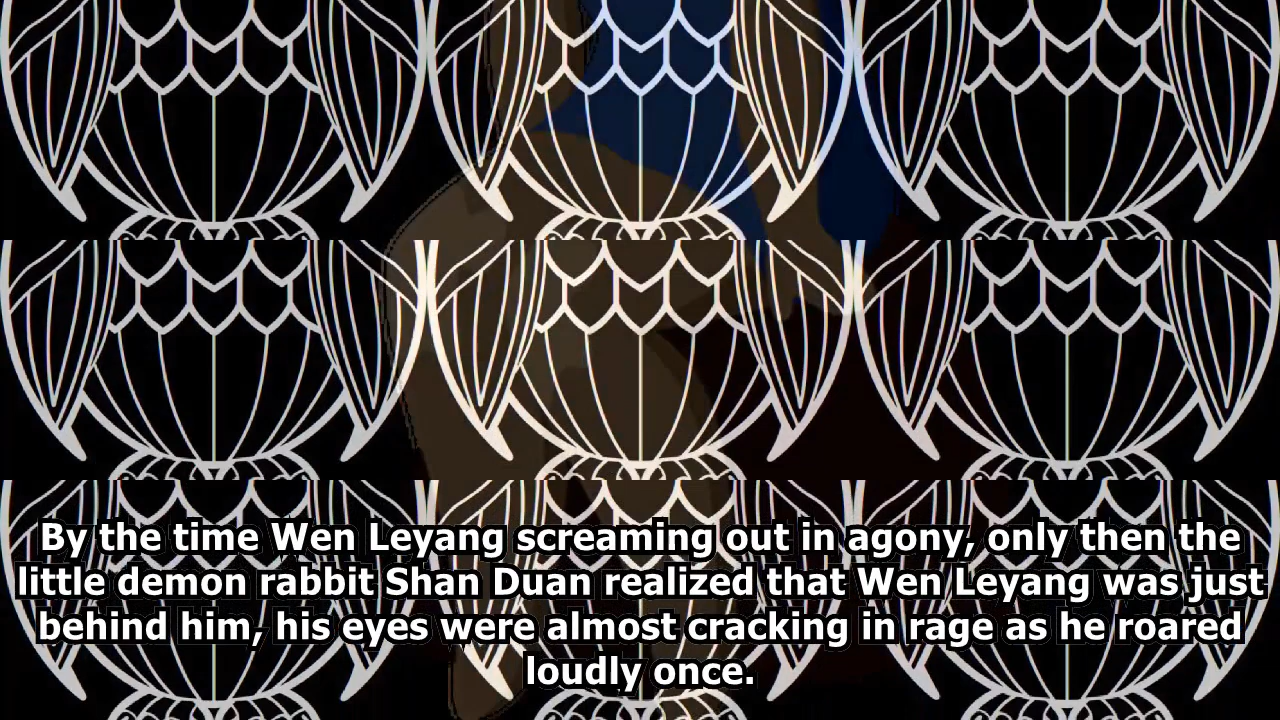 By the time Wen Leyang screaming out in agony, only then the
little demon rabbit Shan Duan realized that Wen Leyang was just
behind him, his eyes were almost cracking in rage as he roared
loudly once.